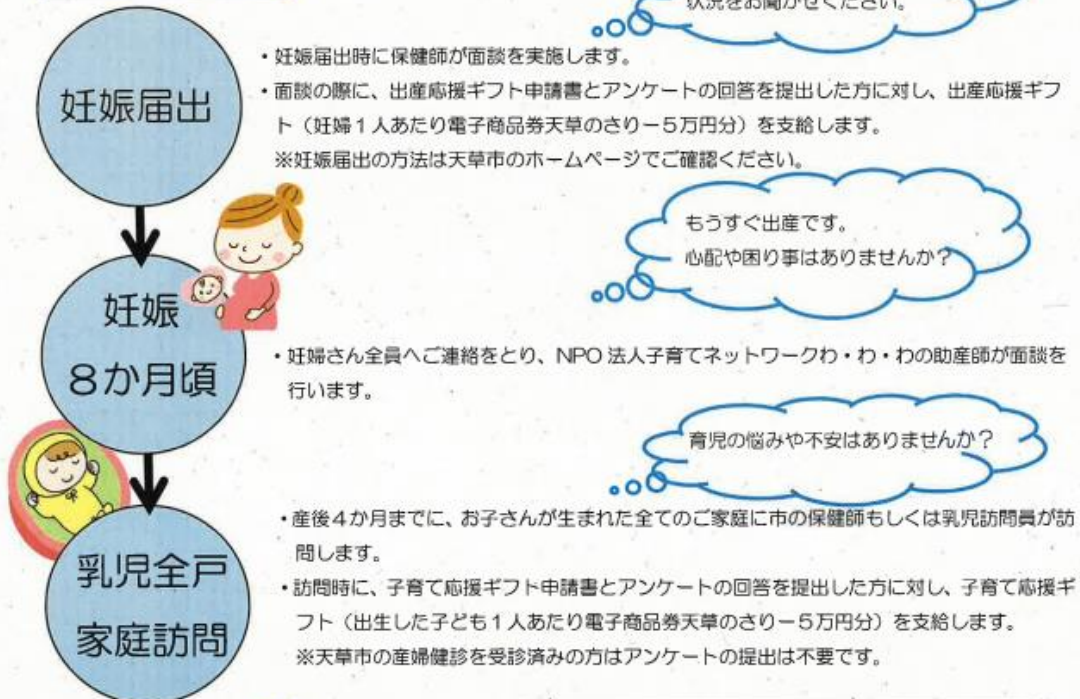 状況をお聞かせください。
妊娠届出
・妊娠届出時に保健師が面談を実施します。
・面談の際に、出産応援ギフト申請書とアンケートの回答を提出した方に対し、出産応援ギフ
ト（妊婦１人あたり電子商品券天草のさりー５万円分）を支給します。
※妊娠届出の方法は天草市のホームページでご確認ください。
もうすぐ出産です。
心配や困り事はありませんか？
妊娠
８か月頃
・妊婦さん全員へご連絡をとり、NPO 法人子育てネットワークわ・わ・わの助産師が面談を
行います。
育児の悩みや不安はありませんか？
乳児全戸
家庭訪問
・産後４か月までに、お子さんが生まれた全てのご家庭に市の保健師もしくは乳児訪問員が訪
問します。
・訪問時に、子育て応援ギフト申請書とアンケートの回答を提出した方に対し、子育て応援ギ
フト（出生した子ども１人あたり電子商品券天草のさりー５万円分）を支給します。
※天草市の産婦健診を受診済みの方はアンケートの提出は不要です。